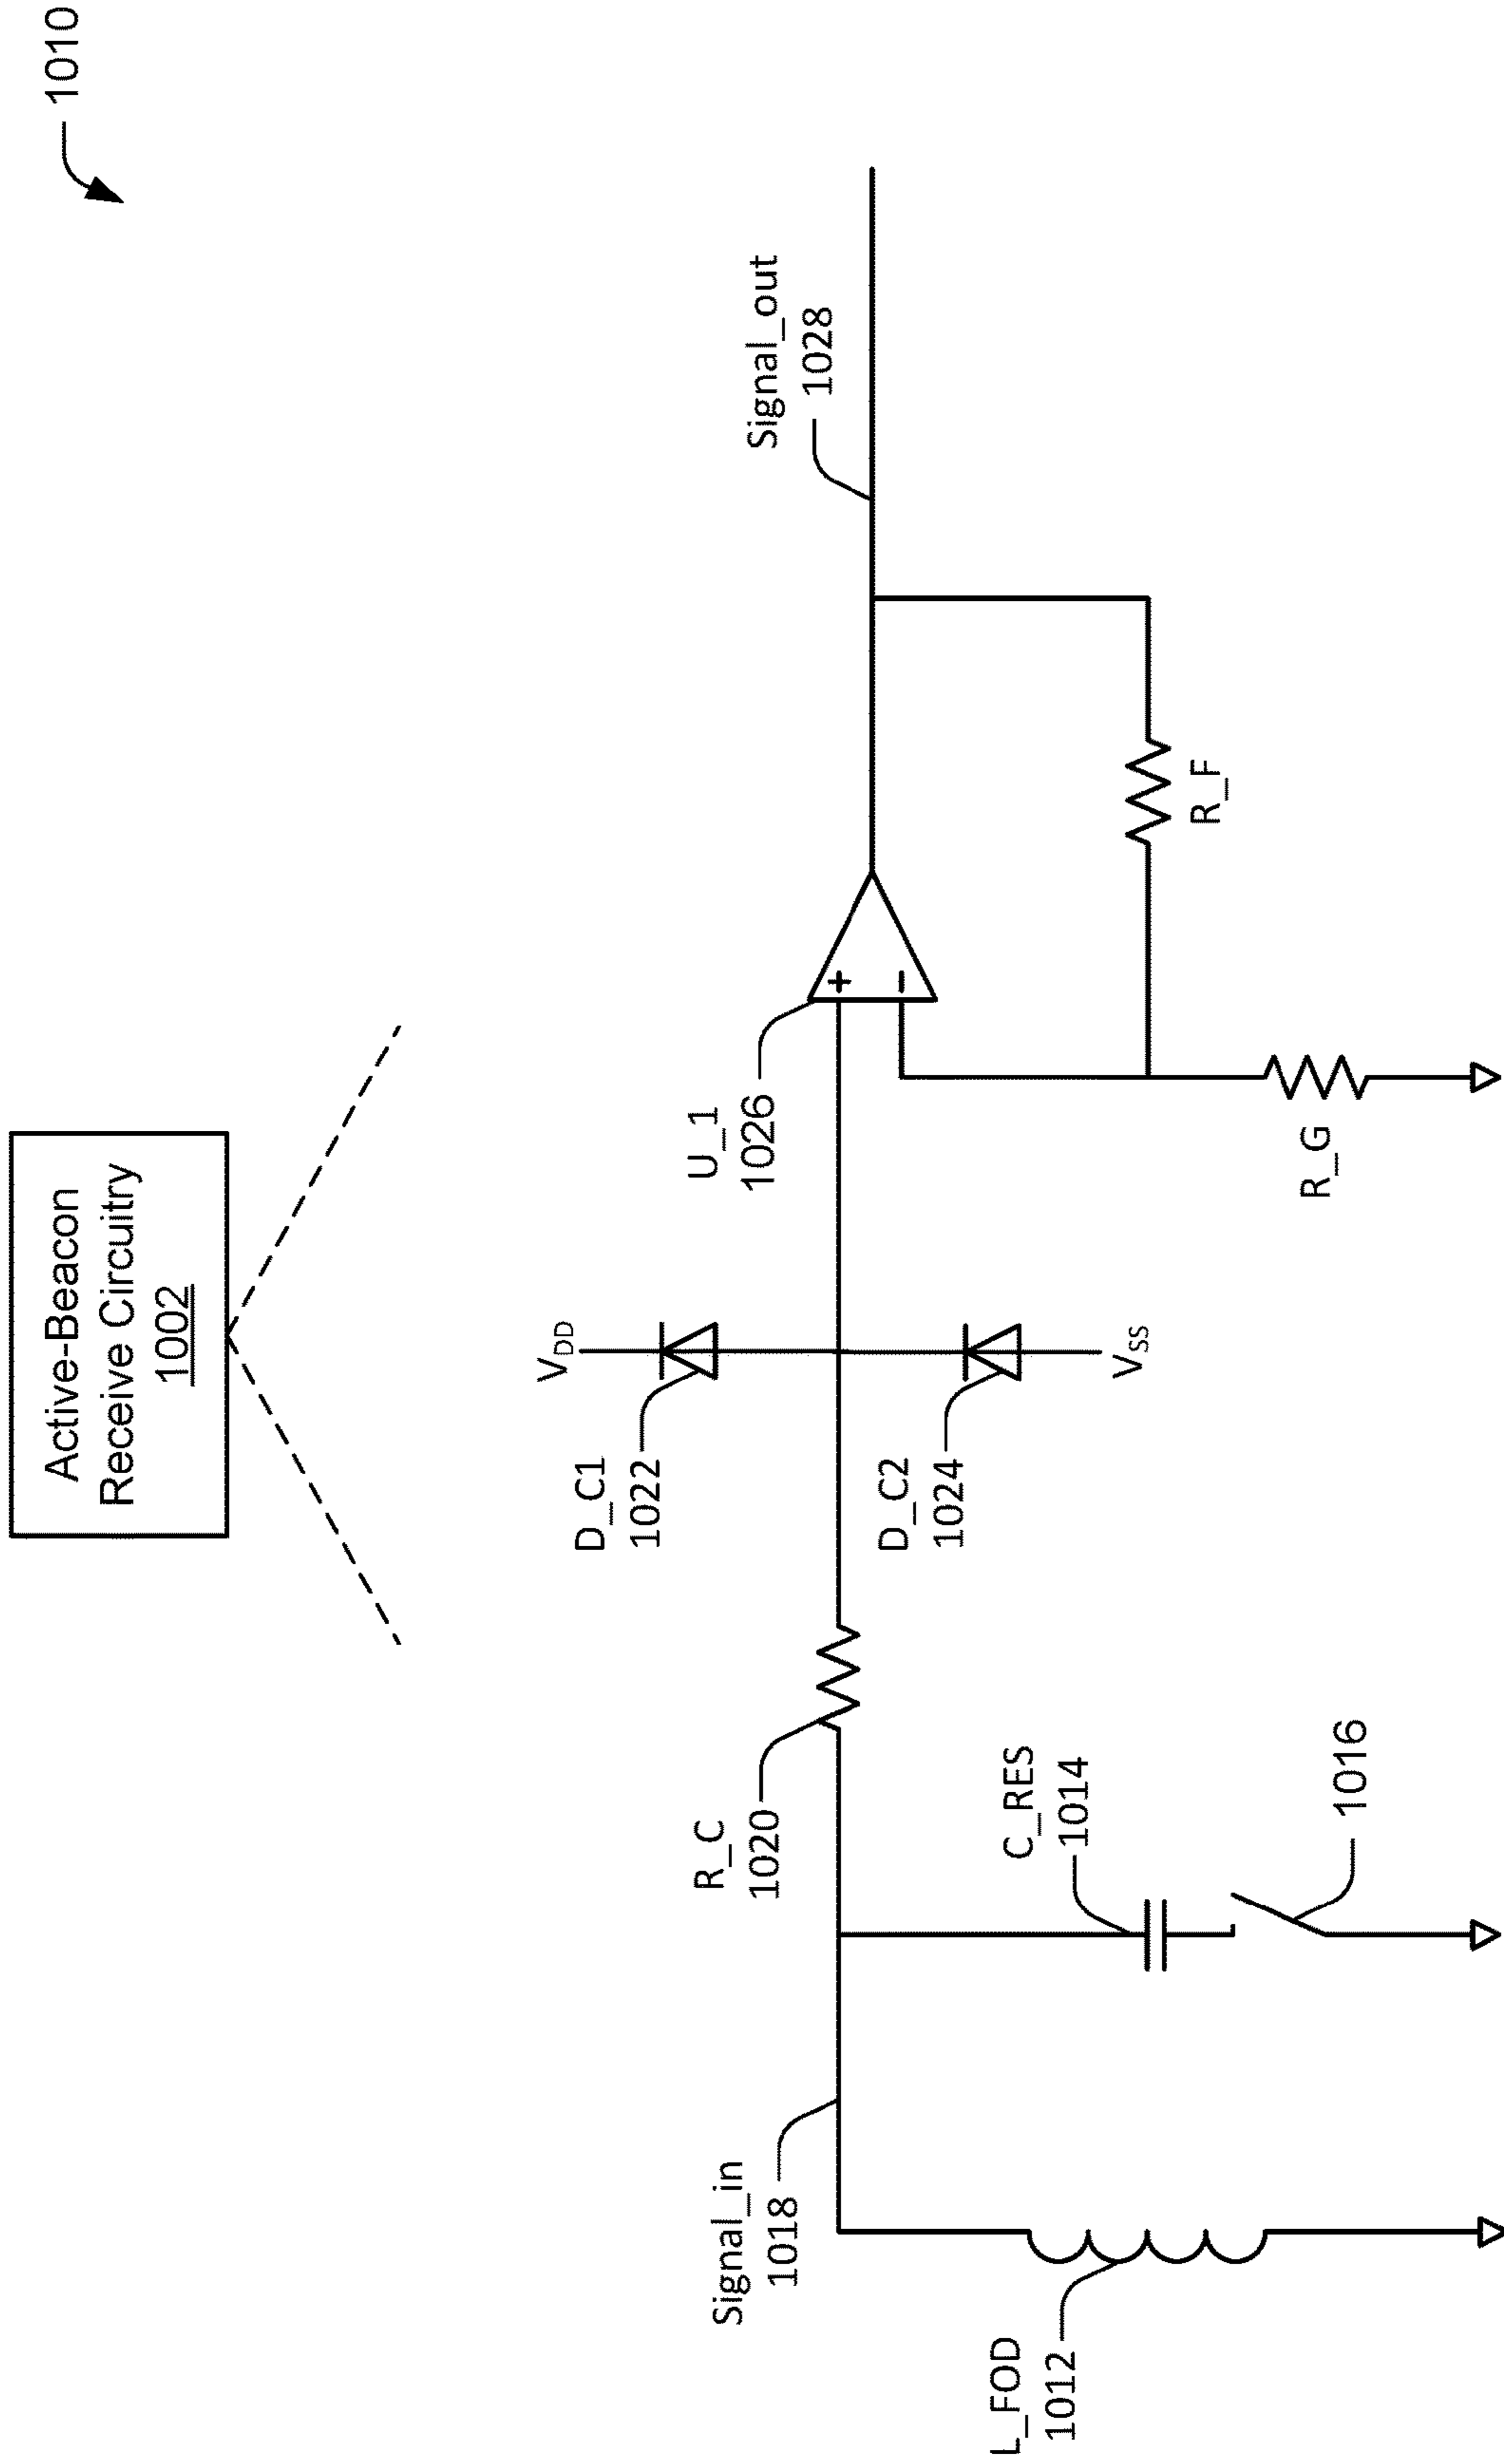 1010
Active-Beacon
Receive Circuitry
1002
Signal_out
1028
V_DD
D_C1
1022
U_1
1026
+
−
R_C
1020
D_C2
1024
V_SS
R_F
R_G
Signal_in
1018
C_RES
1014
1016
L_FOD
1012